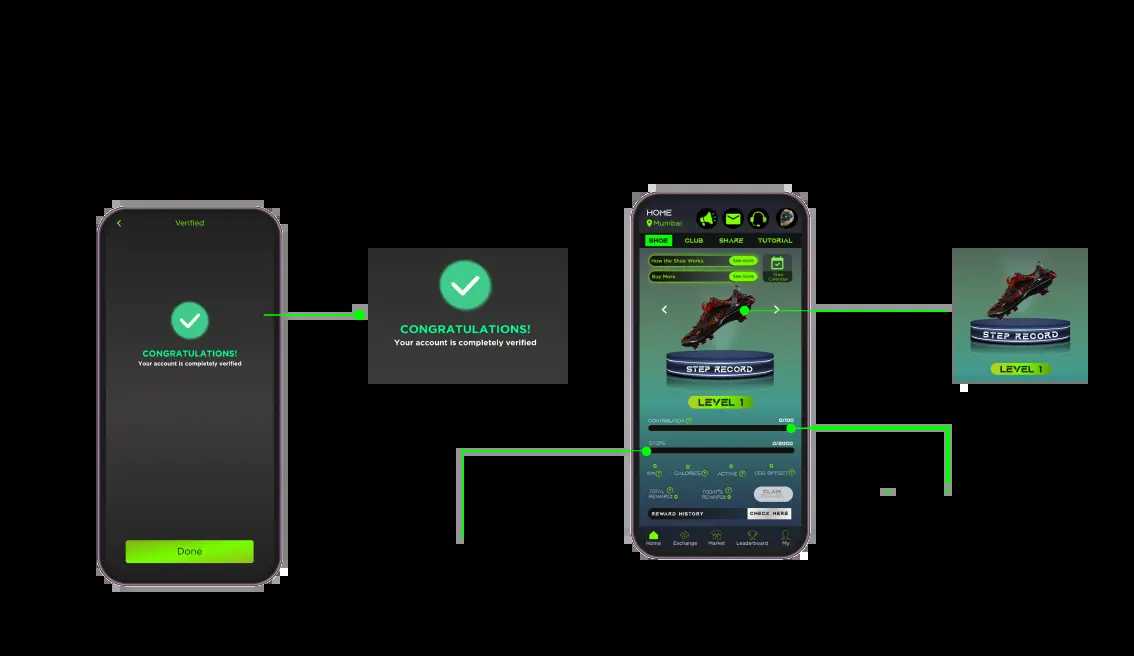 Verified
CONGRATULATIONS!
Your account is completely verified
Done
CONGRATULATIONS!
Your account is completely verified
HOME
Mumbai
SHOE CLUB SHARE TUTORIAL
How the Shoe Works See more
Buy More See more
Step Calendar
STEP RECORD
LEVEL 1
CONTRIBUTION ? 0/100
STEPS 0/2000
0 0 0 0
KM ? CALORIES ? ACTIVE ? CO2 OFFSET ?
TOTAL REWARDS 0
TODAY'S REWARDS 0
CLAIM
REWARD HISTORY CHECK HERE
Home Exchange Market Leaderboard My
STEP RECORD
LEVEL 1